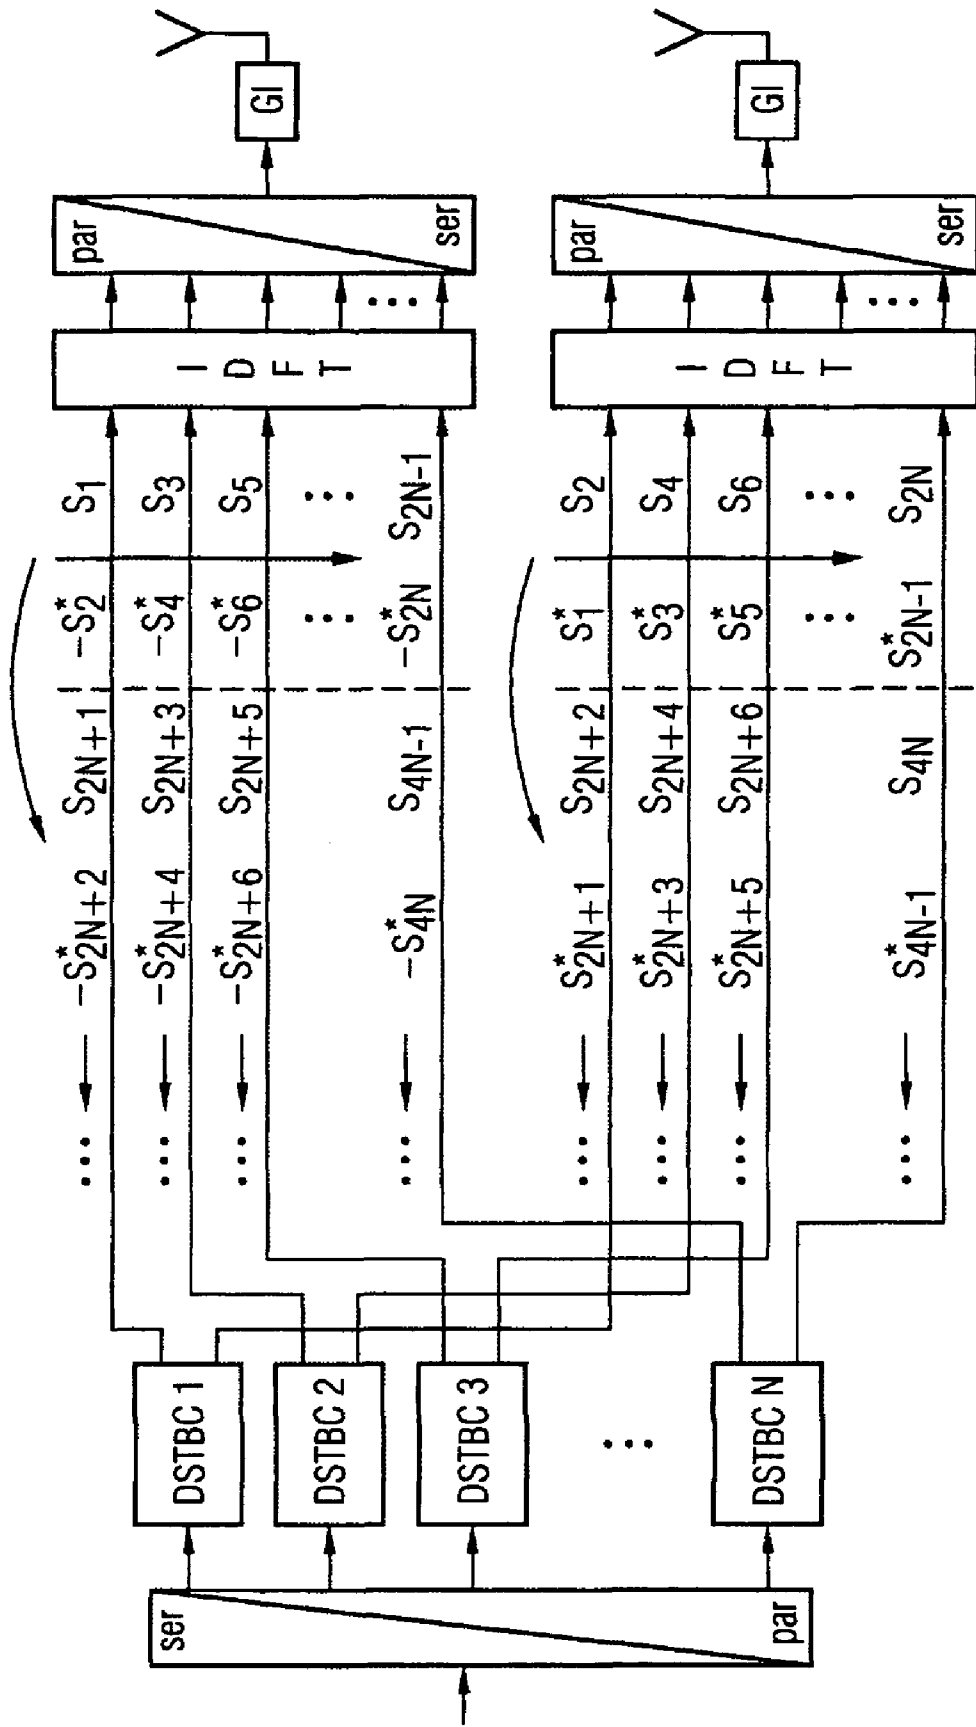 ser
par
DSTBC 1
DSTBC 2
DSTBC 3
⋮
DSTBC N
... ← -S*2N+2 S2N+1 -S*2 S1
... ← -S*2N+4 S2N+3 -S*4 S3
... ← -S*2N+6 S2N+5 -S*6 S5
⋮ ⋮
... ← -S*4N S4N-1 -S*2N S2N-1
I
D
F
T
⋮
par
ser
GI
... ← S*2N+1 S2N+2 S*1 S2
... ← S*2N+3 S2N+4 S*3 S4
... ← S*2N+5 S2N+6 S*5 S6
⋮ ⋮
... ← S*4N-1 S4N S*2N-1 S2N
I
D
F
T
⋮
par
ser
GI